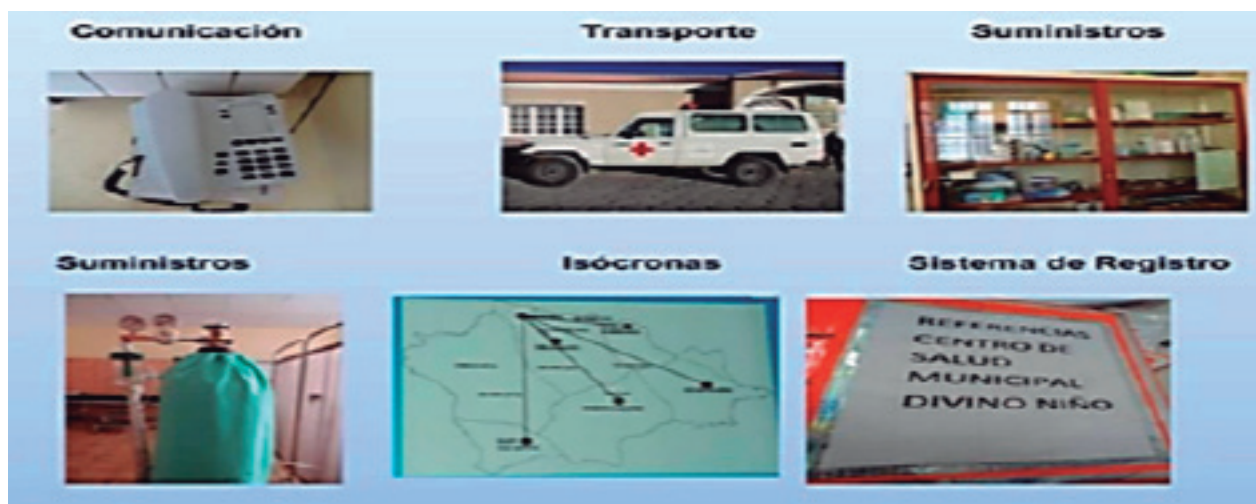 Comunicación
Transporte
Suministros
Suministros
Isócronas
Sistema de Registro
REFERENCIAS
CENTRO DE
SALUD
MUNICIPAL
DIVINO NIÑO